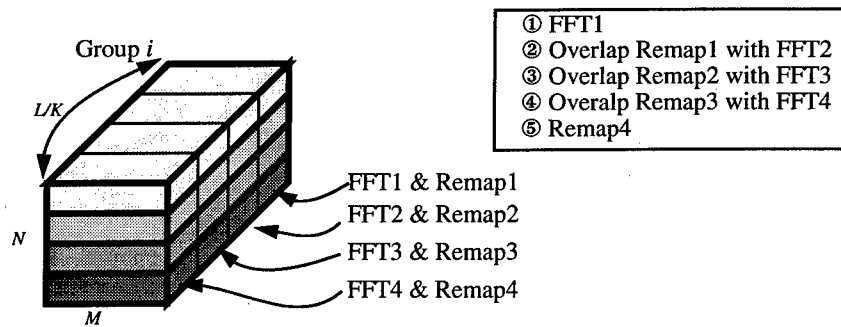 Group i
L/K
N
M
FFT1 & Remap1
FFT2 & Remap2
FFT3 & Remap3
FFT4 & Remap4
① FFT1
② Overlap Remap1 with FFT2
③ Overlap Remap2 with FFT3
④ Overalp Remap3 with FFT4
⑤ Remap4